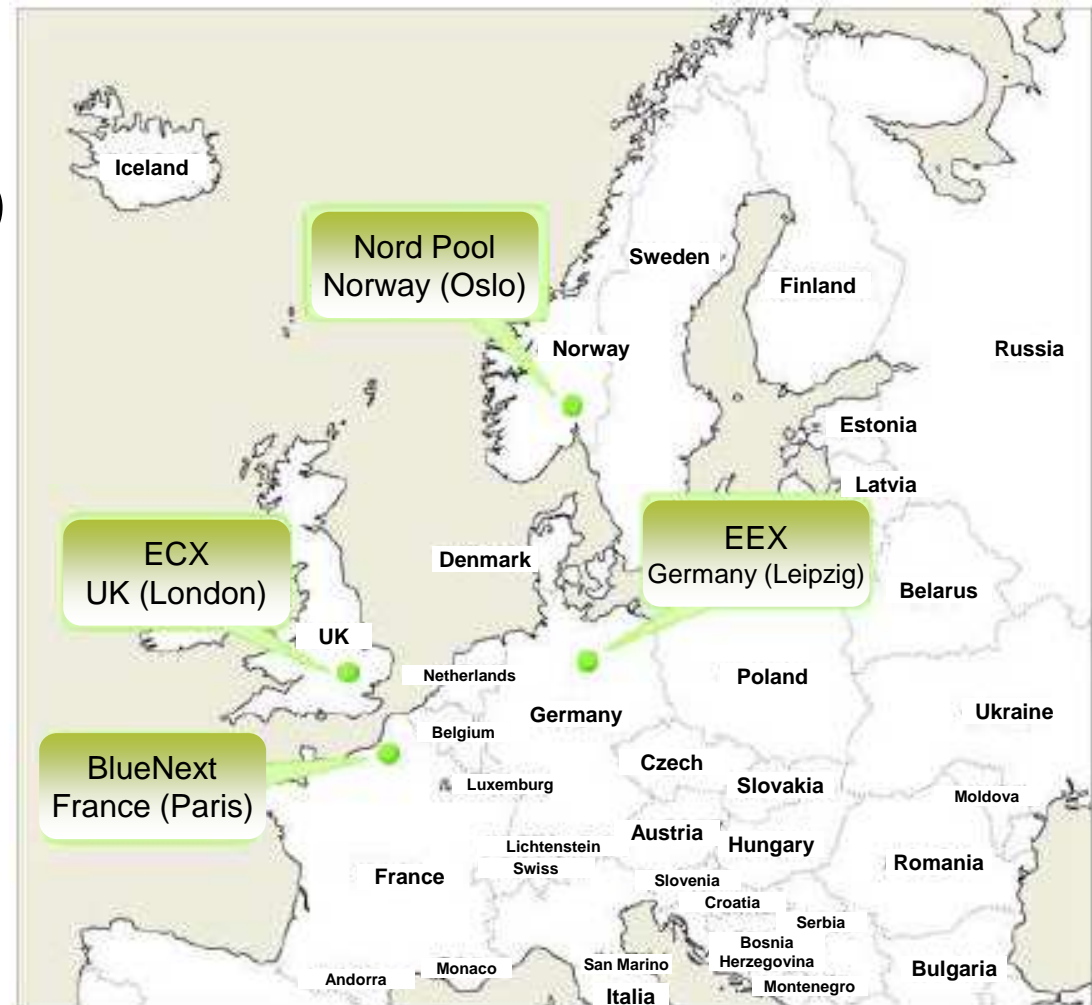 Iceland
)
Nord Pool
Norway (Oslo)
Sweden
Finland
Norway
Russia
Estonia
Latvia
ECX
UK (London)
Denmark
EEX
Germany (Leipzig)
Belarus
UK
Netherlands
Poland
Germany
Ukraine
Belgium
BlueNext
France (Paris)
Czech
Luxemburg
Slovakia
Moldova
Austria
Hungary
Lichtenstein
Swiss
France
Romania
Slovenia
Croatia
Serbia
Bosnia
Herzegovina
San Marino
Monaco
Andorra
Montenegro
Bulgaria
Italia